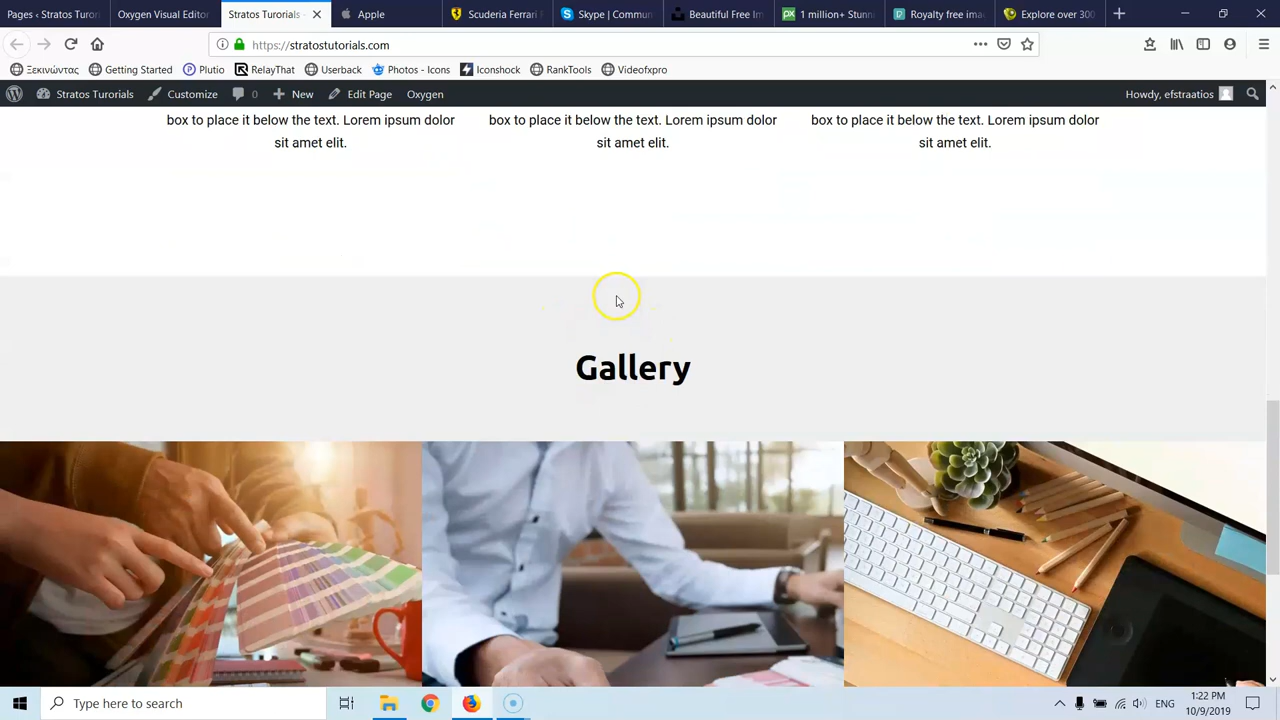 Pages ‹ Stratos Turori
Oxygen Visual Editor
Stratos Turorials -
Apple
Scuderia Ferrari
Skype | Commun
Beautiful Free Im
1 million+ Stunn
Royalty free ima
Explore over 300
https://stratostutorials.com
Ξεκινώντας
Getting Started
Plutio
RelayThat
Userback
Photos - Icons
Iconshock
RankTools
Videofxpro
Stratos Turorials
Customize
0
New
Edit Page
Oxygen
Howdy, efstraatios
box to place it below the text. Lorem ipsum dolor
sit amet elit.
box to place it below the text. Lorem ipsum dolor
sit amet elit.
box to place it below the text. Lorem ipsum dolor
sit amet elit.
Gallery
Type here to search
ENG
1:22 PM
10/9/2019